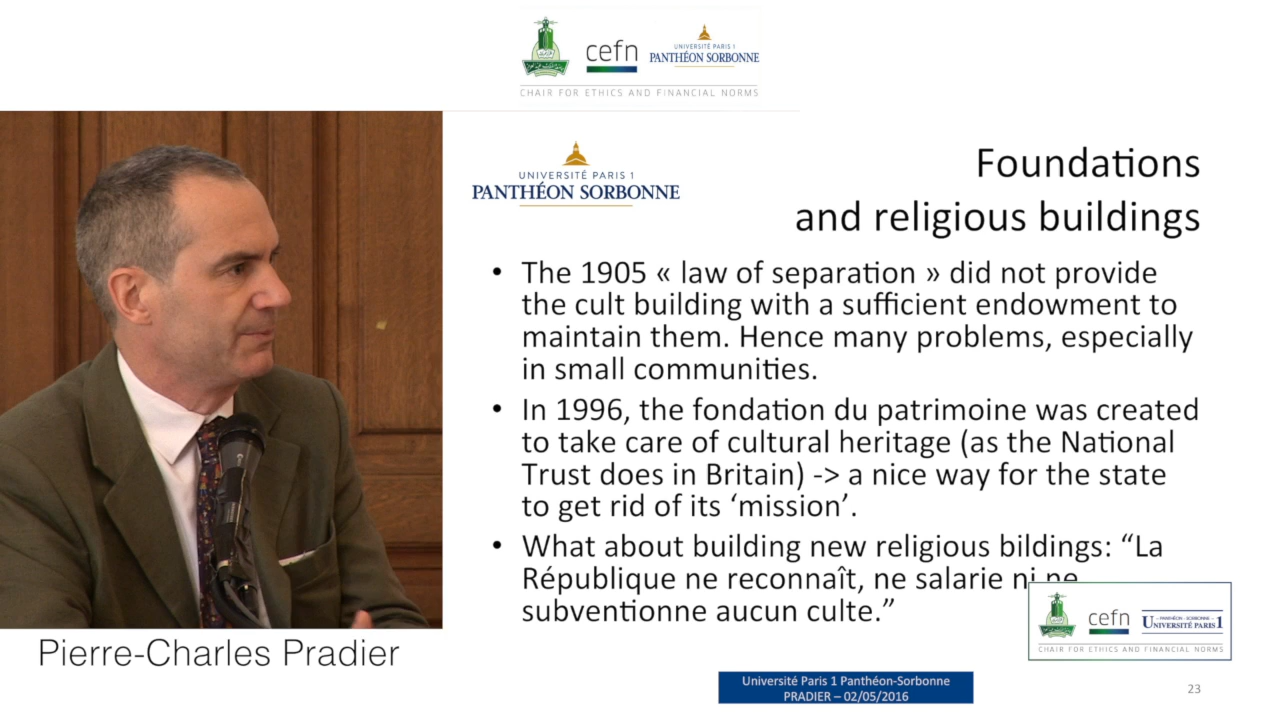 cefn
UNIVERSITÉ PARIS 1
PANTHÉON SORBONNE
CHAIR FOR ETHICS AND FINANCIAL NORMS
UNIVERSITÉ PARIS 1
PANTHÉON SORBONNE
Foundations
and religious buildings
• The 1905 « law of separation » did not provide
the cult building with a sufficient endowment to
maintain them. Hence many problems, especially
in small communities.
• In 1996, the fondation du patrimoine was created
to take care of cultural heritage (as the National
Trust does in Britain) -> a nice way for the state
to get rid of its ‘mission’.
• What about building new religious bildings: “La
République ne reconnaît, ne salarie ni ne
subventionne aucun culte.”
cefn
PANTHÉON - SORBONNE
UNIVERSITÉ PARIS 1
CHAIR FOR ETHICS AND FINANCIAL NORMS
Pierre-Charles Pradier
Université Paris 1 Panthéon-Sorbonne
PRADIER – 02/05/2016
23